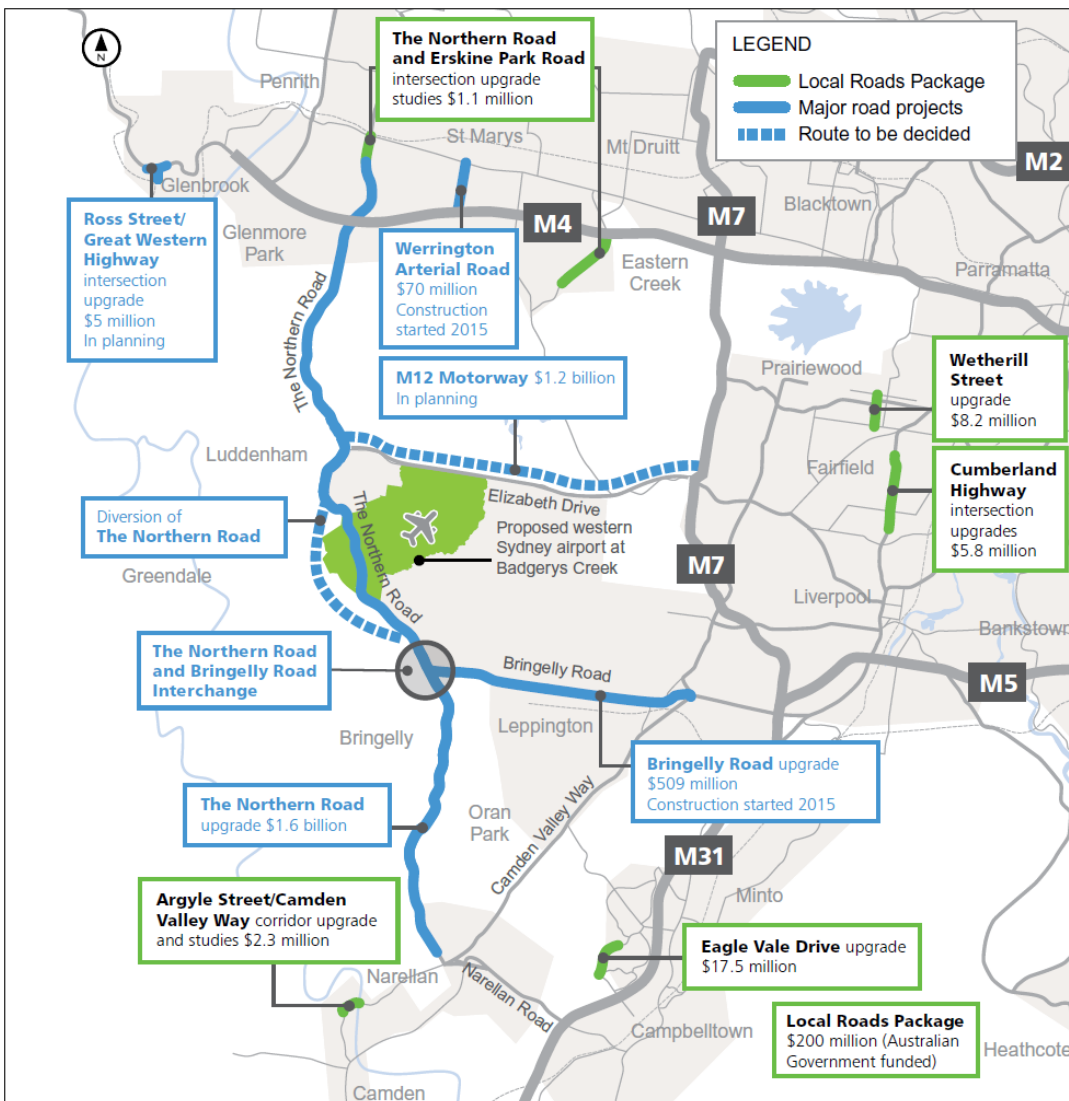 N
The Northern Road
and Erskine Park Road
intersection upgrade
studies $1.1 million
LEGEND
Local Roads Package
Major road projects
Route to be decided
Penrith
St Marys
Mt Druitt
M2
Glenbrook
Blacktown
M7
M4
Ross Street/
Great Western
Highway
intersection
upgrade
$5 million
In planning
Glenmore
Park
Werrington
Arterial Road
$70 million
Construction
started 2015
Eastern
Creek
Parramatta
The Northern Road
M12 Motorway $1.2 billion
In planning
Prairiewood
Wetherill
Street
upgrade
$8.2 million
Luddenham
Fairfield
Cumberland
Highway
intersection
upgrades
$5.8 million
Elizabeth Drive
The Northern Road
Diversion of
The Northern Road
Proposed western
Sydney airport at
Badgerys Creek
Greendale
M7
Liverpool
Bankstown
The Northern Road
and Bringelly Road
Interchange
Bringelly Road
M5
Leppington
Bringelly
Bringelly Road upgrade
$509 million
Construction started 2015
The Northern Road
upgrade $1.6 billion
Oran
Park
Camden Valley Way
M31
Argyle Street/Camden
Valley Way corridor upgrade
and studies $2.3 million
Minto
Eagle Vale Drive upgrade
$17.5 million
Narellan
Narellan Road
Campbelltown
Local Roads Package
$200 million (Australian
Government funded)
Heathcote
Camden